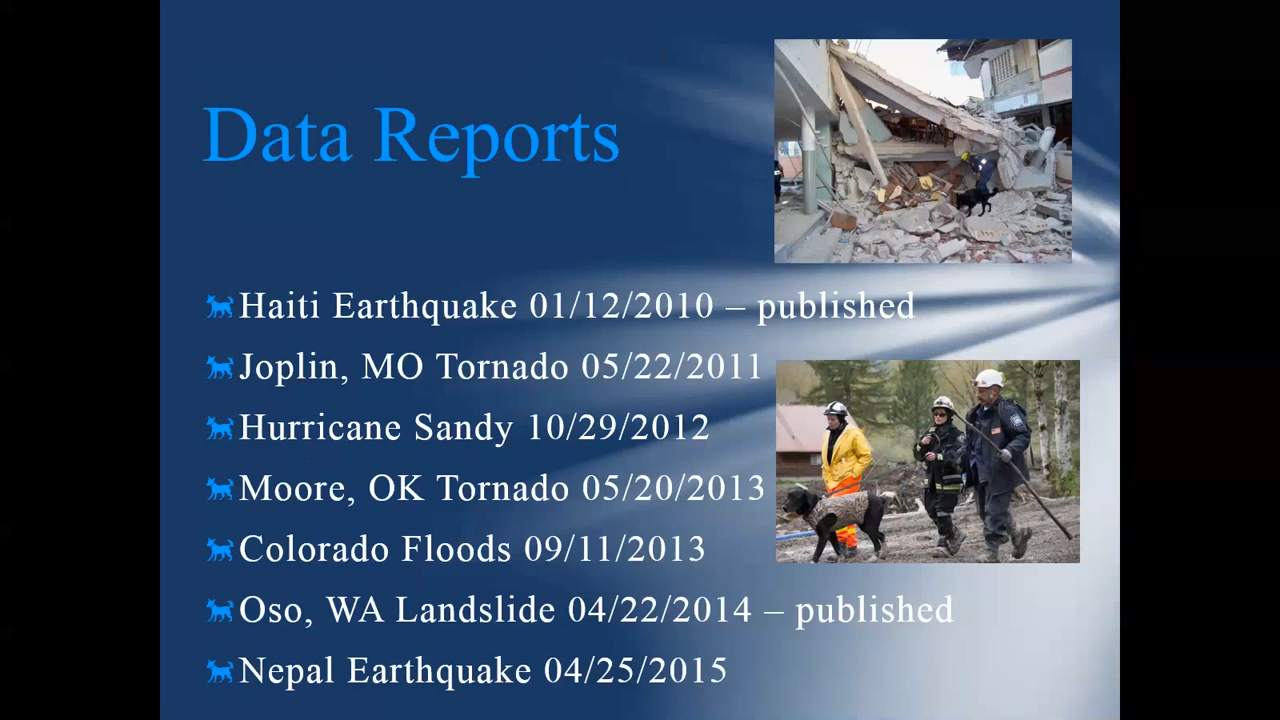 Data Reports
Haiti Earthquake 01/12/2010 – published
Joplin, MO Tornado 05/22/2011
Hurricane Sandy 10/29/2012
Moore, OK Tornado 05/20/2013
Colorado Floods 09/11/2013
Oso, WA Landslide 04/22/2014 – published
Nepal Earthquake 04/25/2015